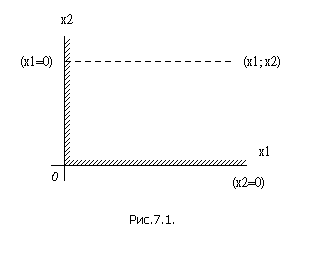 x2
(x1=0)
(x1; x2)
x1
0
(x2=0)
Рис.7.1.